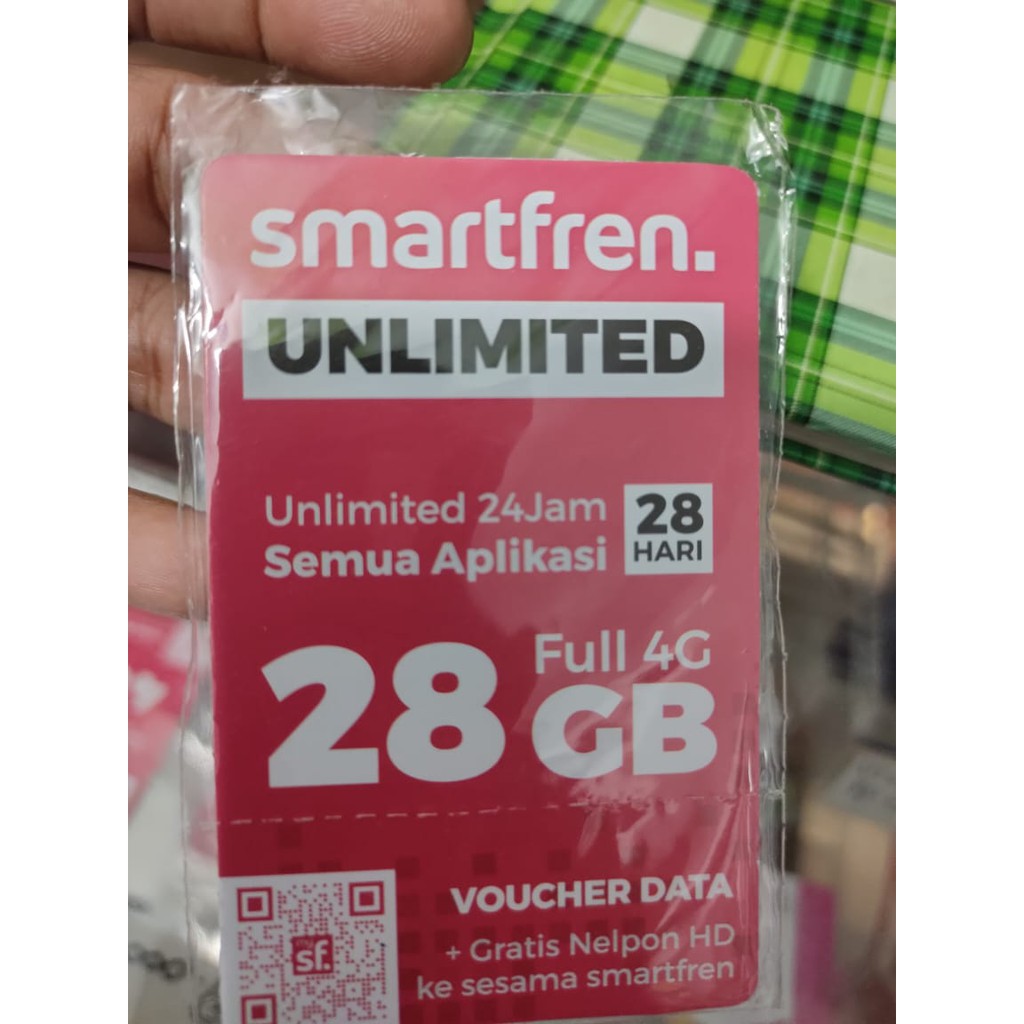 smartfren.
UNLIMITED
Unlimited 24Jam
Semua Aplikasi
28
HARI
Full 4G
28 GB
VOUCHER DATA
+ Gratis Nelpon HD
ke sesama smartfren
my
sf.